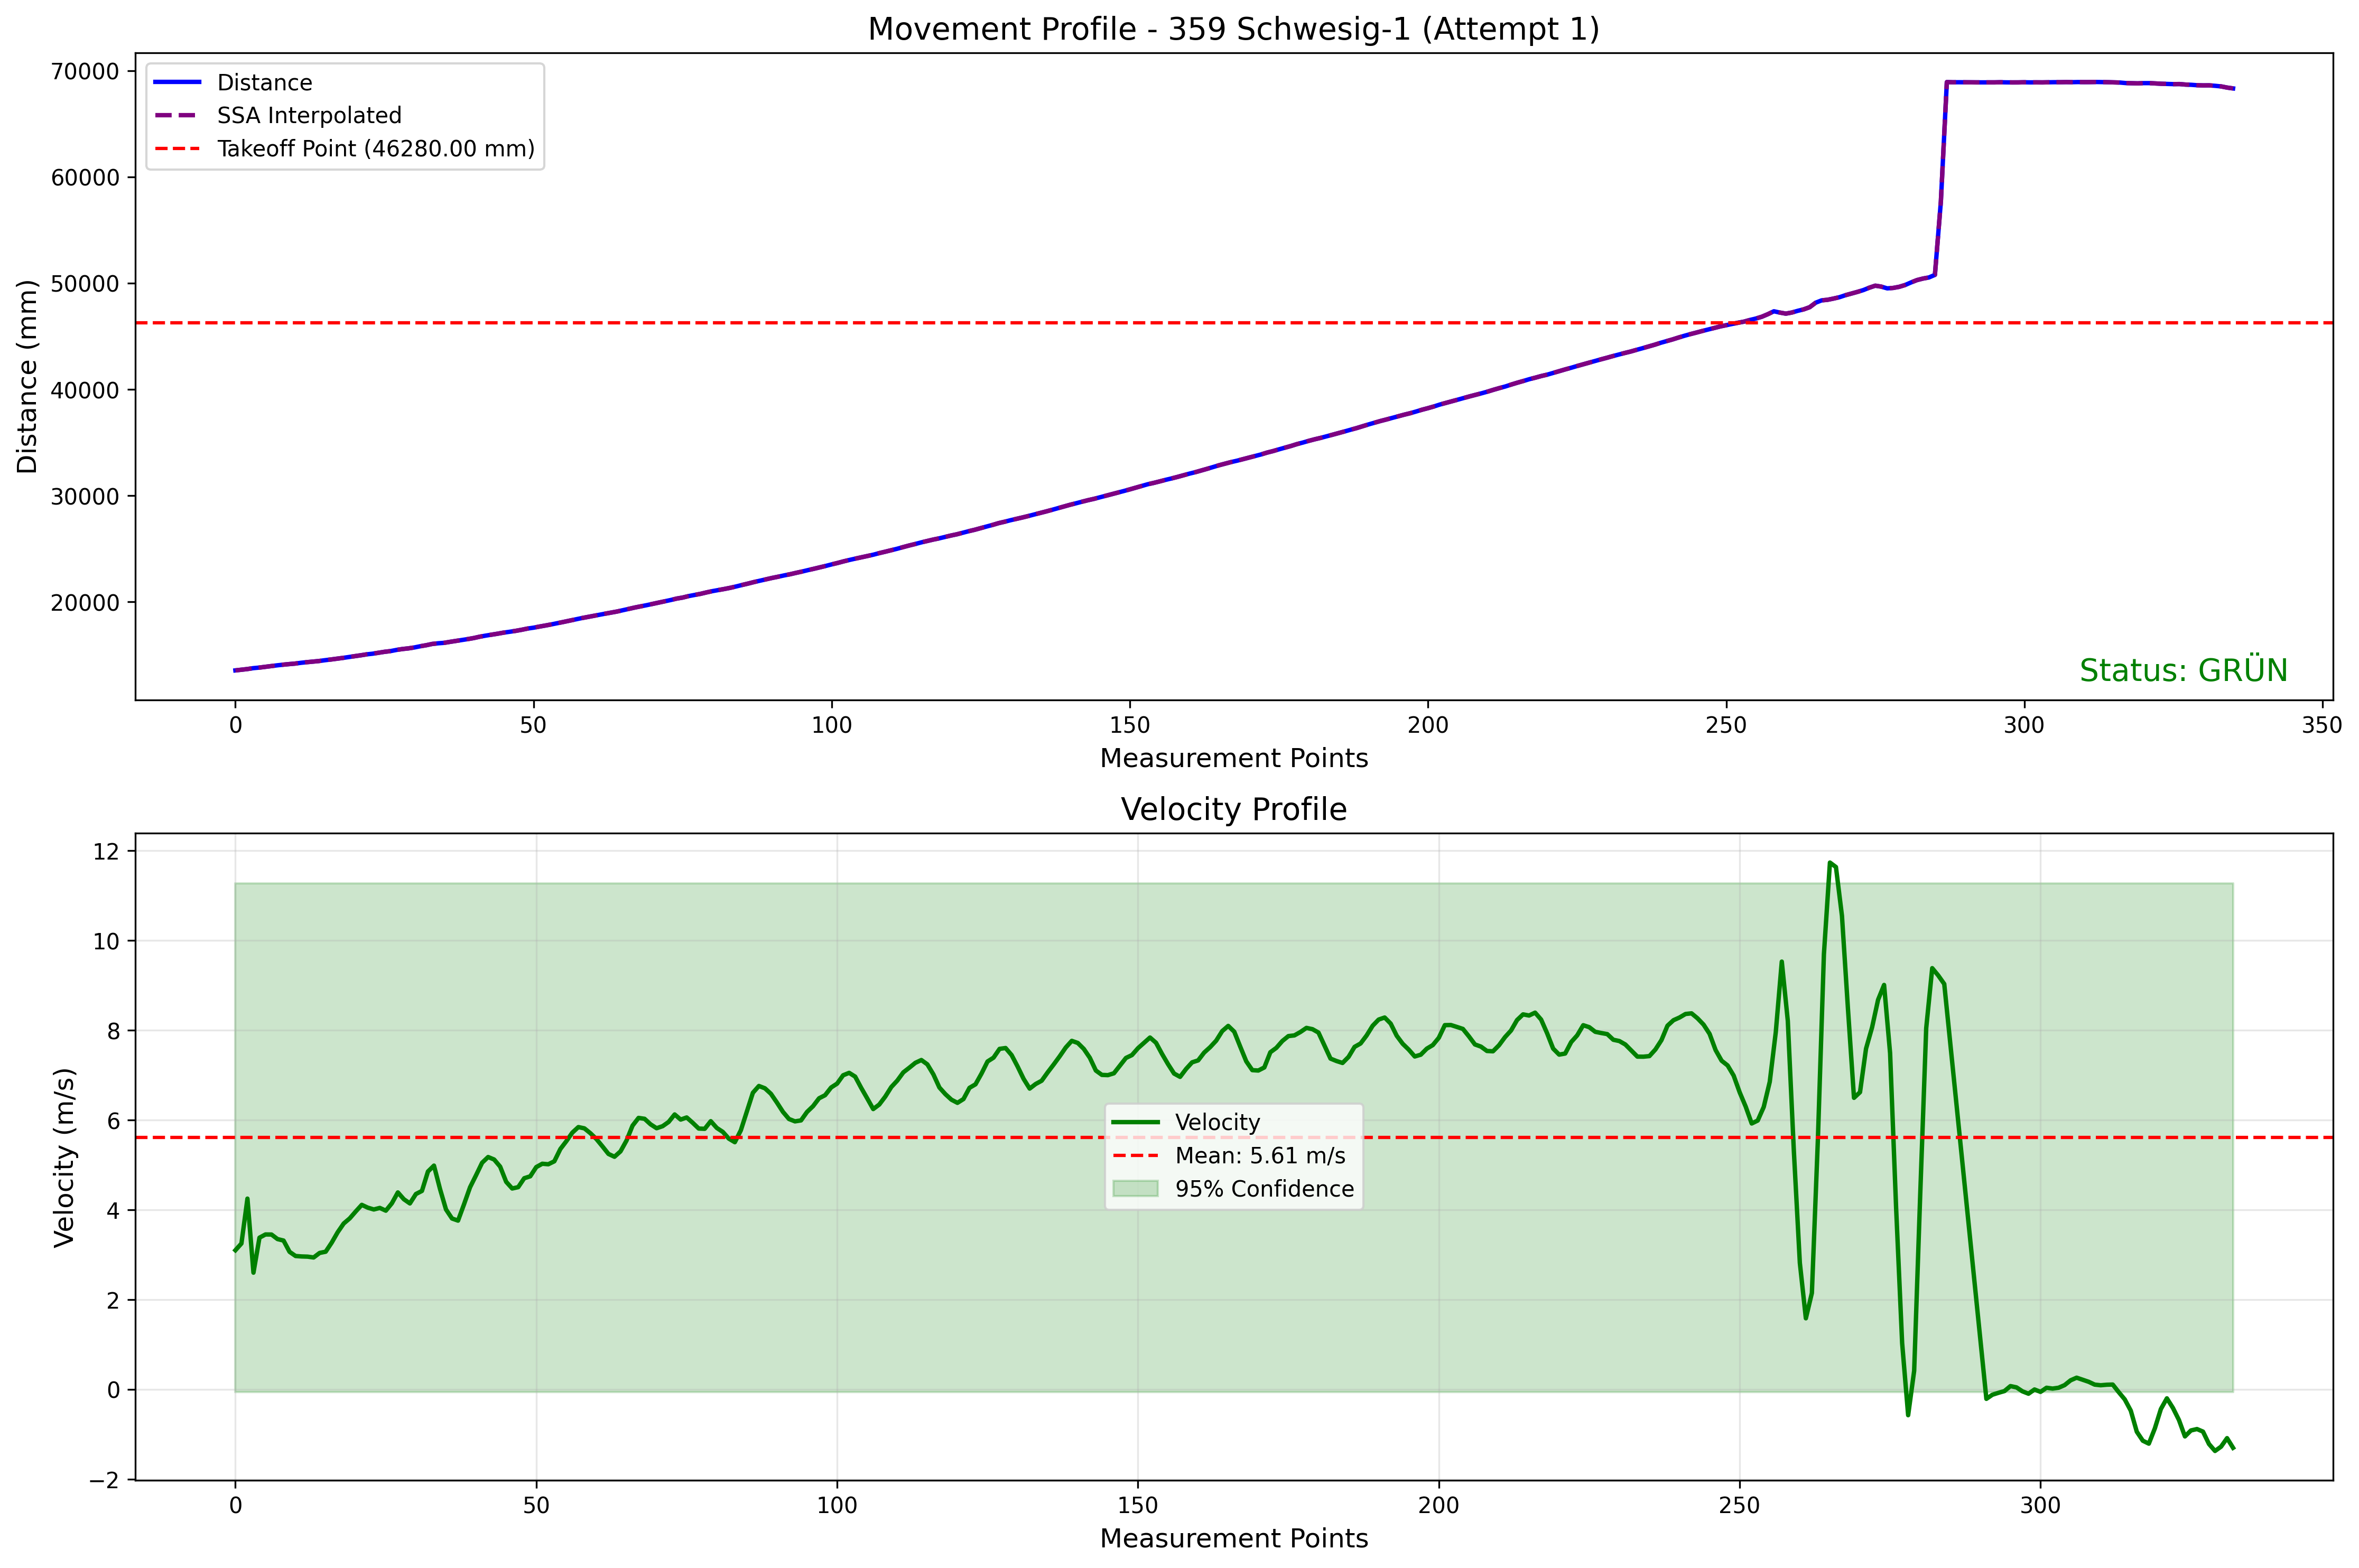 Movement Profile - 359 Schwesig-1 (Attempt 1)
70000
60000
50000
40000
30000
20000
Distance (mm)
Distance
SSA Interpolated
Takeoff Point (46280.00 mm)
Status: GRÜN
0 50 100 150 200 250 300 350
Measurement Points
Velocity Profile
12
10
8
6
4
2
0
−2
Velocity (m/s)
Velocity
Mean: 5.61 m/s
95% Confidence
0 50 100 150 200 250 300
Measurement Points